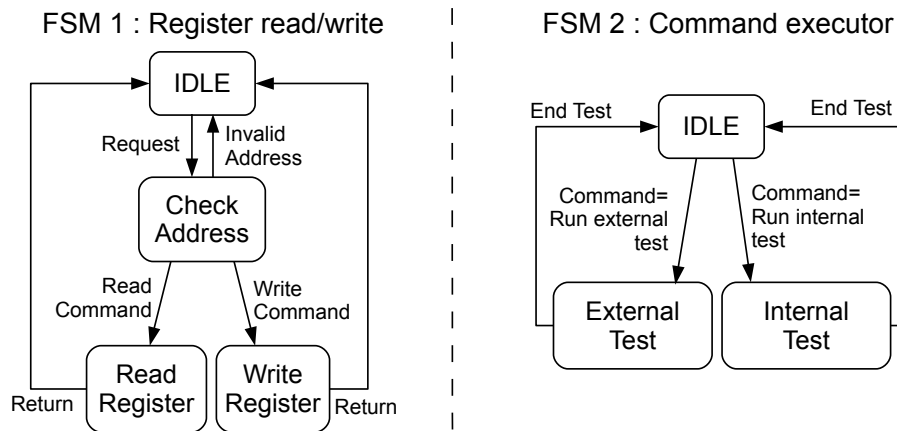 FSM 1 : Register read/write
IDLE
Request
Invalid
Address
Check
Address
Read
Command
Write
Command
Read
Register
Write
Register
Return
Return
FSM 2 : Command executor
End Test
IDLE
End Test
Command=
Run external
test
Command=
Run internal
test
External
Test
Internal
Test